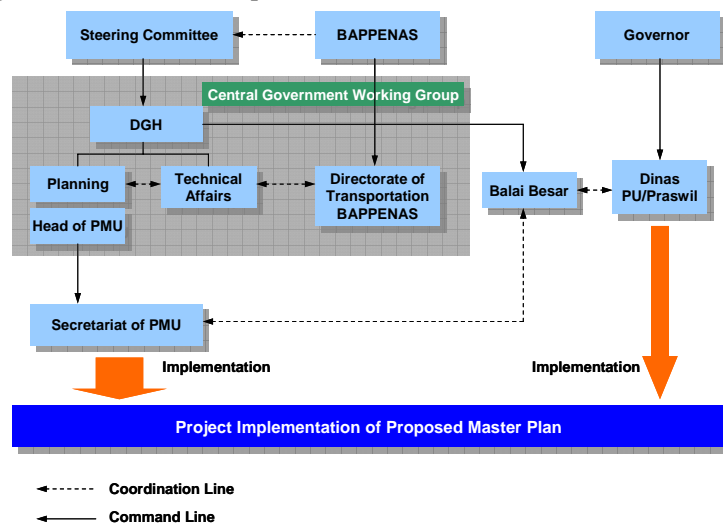 Steering Committee
BAPPENAS
Governor
Central Government Working Group
DGH
Planning
Technical
Affairs
Directorate of
Transportation
BAPPENAS
Balai Besar
Dinas
PU/Praswil
Head of PMU
Secretariat of PMU
Implementation
Implementation
Project Implementation of Proposed Master Plan
Coordination Line
Command Line